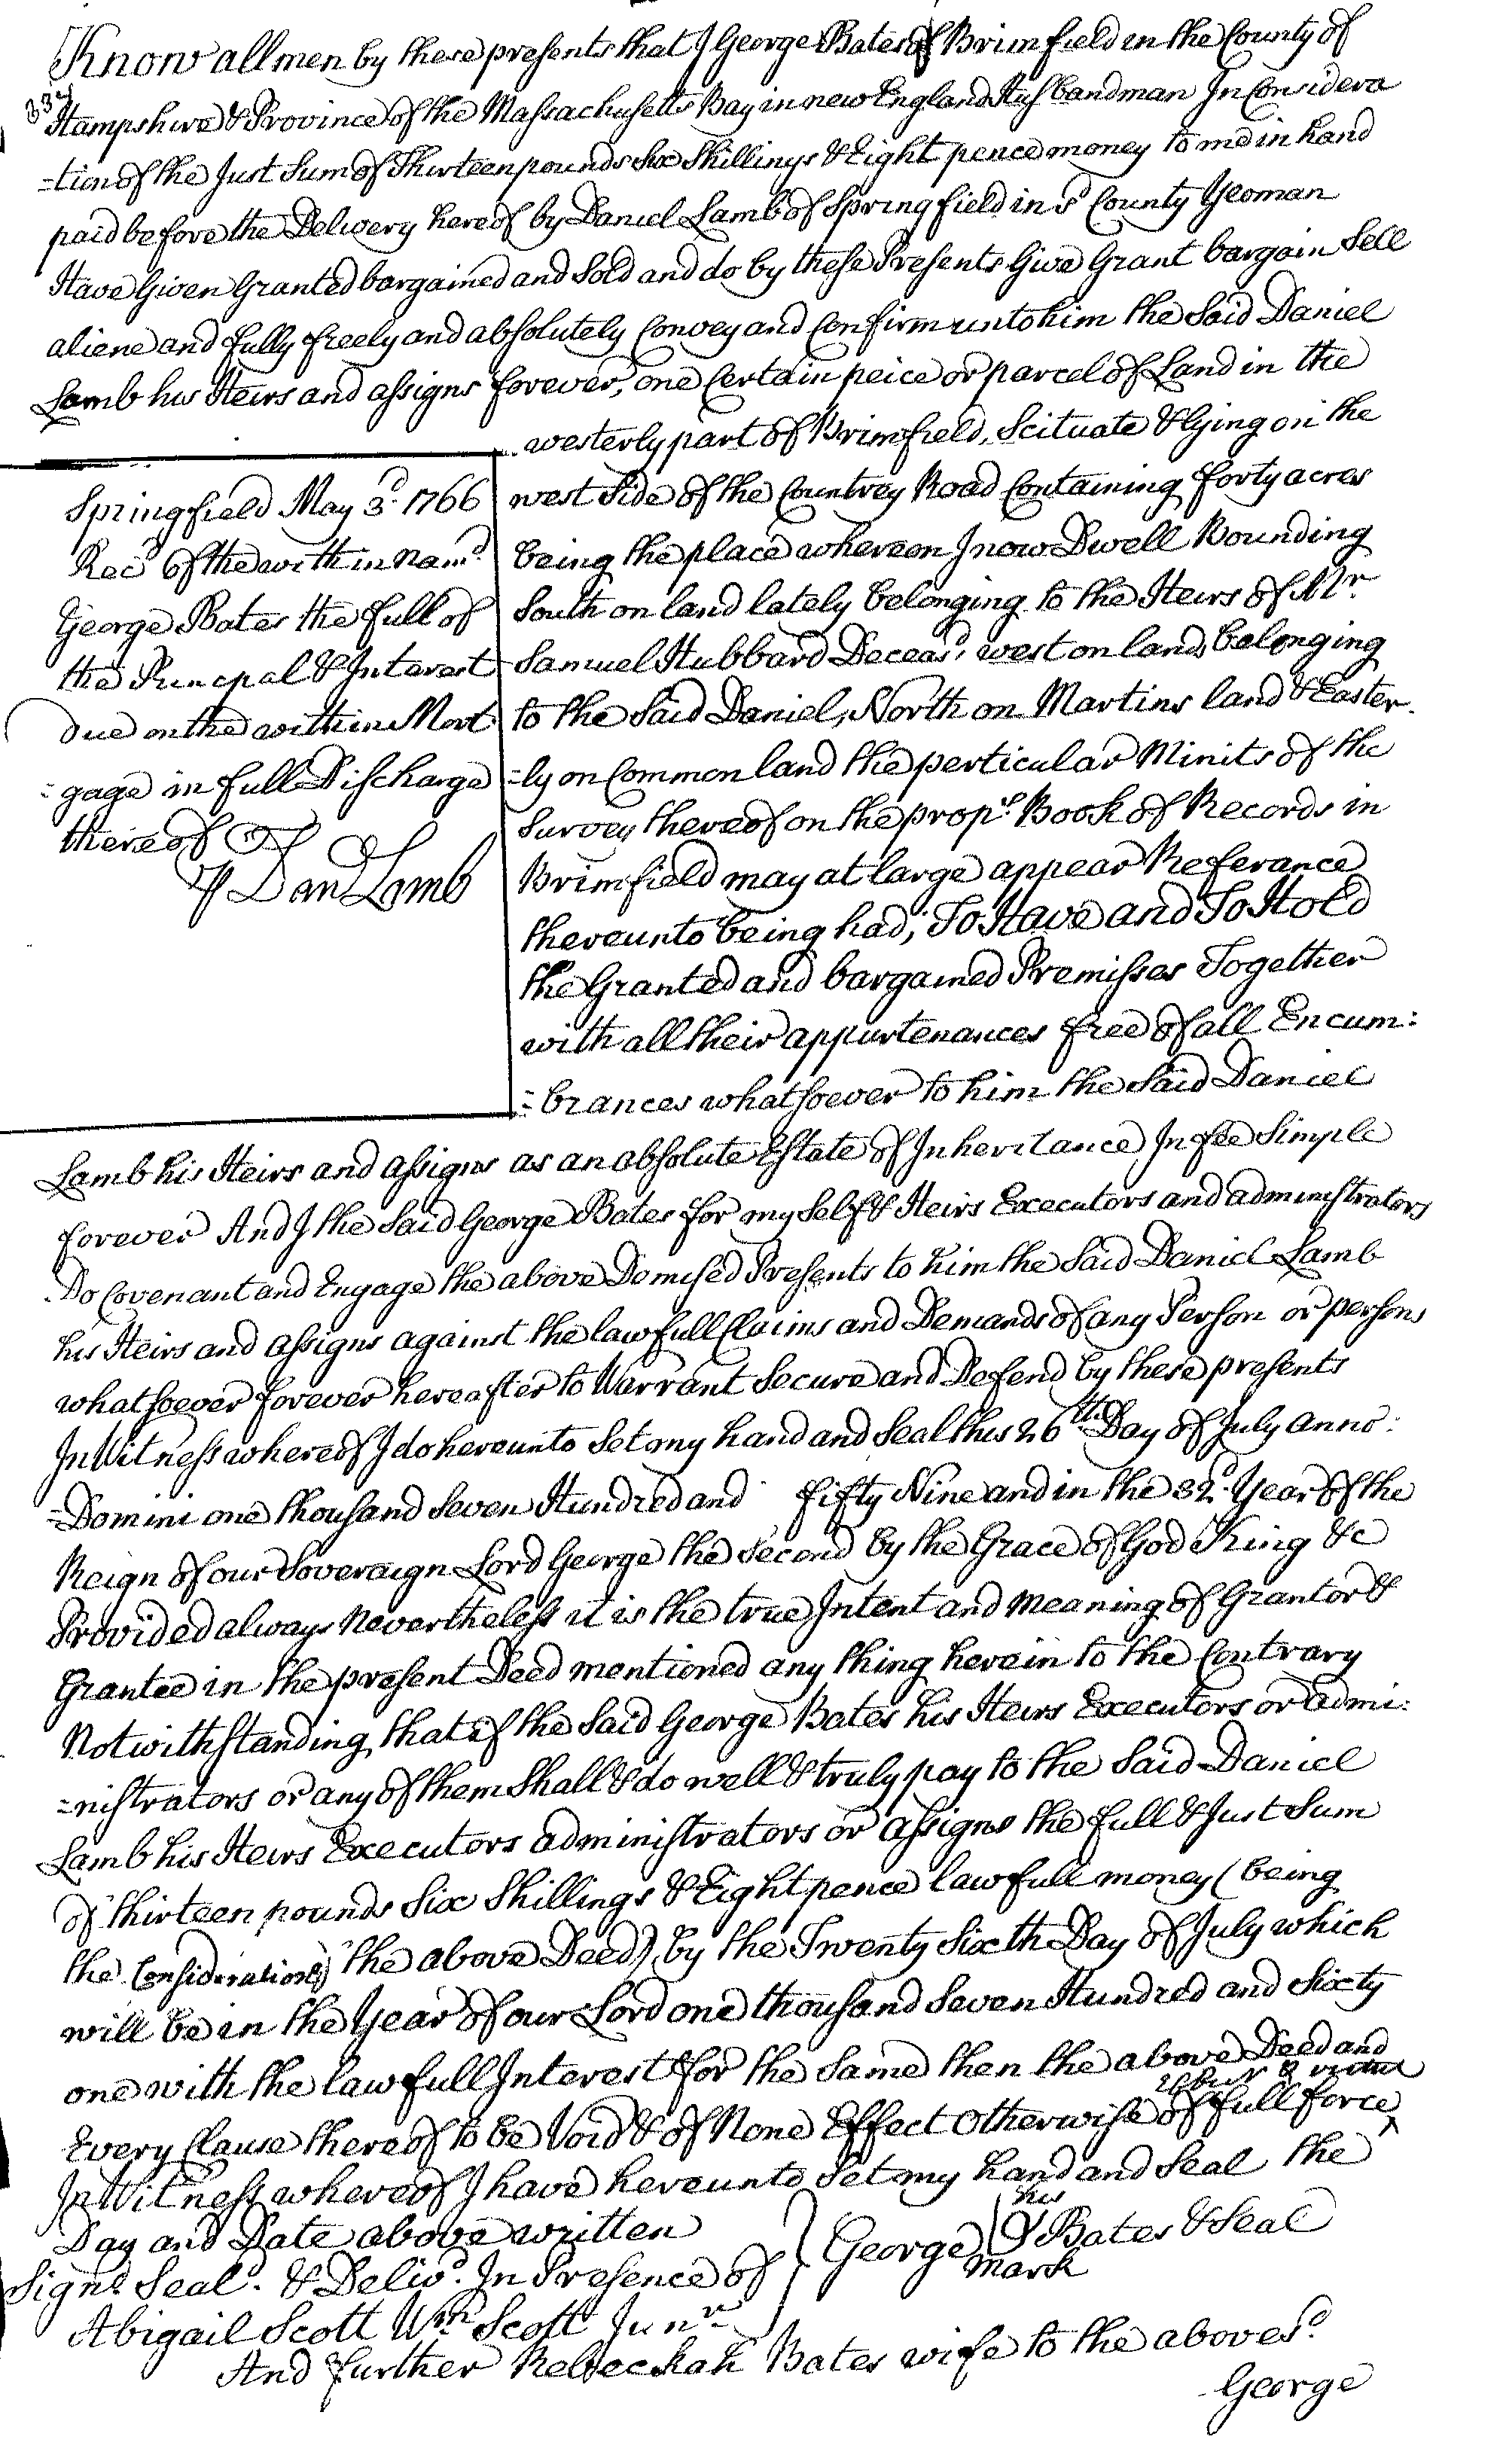 Know all men by these presents that I George Bates of Brimfield in the County of
Hampshire & Province of the Massachusetts Bay in new England Husbandman In Considera
=tion of the Just Sum of Thirteen pounds Six Shillings & Eight pence money to me in hand
paid before the Delivery hereof by Daniel Lamb of Springfield in sd County Yeoman
Have Given Granted bargained and Sold and do by these Presents Give Grant bargain Sell
aliene and fully freely and absolutely Convey and Confirm unto him the Said Daniel
Lamb his Heirs and assigns forever, one Certain peice or parcel of Land in the
westerly part of Brimfield, Scituate & lying on the
west Side of the Countrey Road Containing forty acres
being the place whereon I now Dwell Bounding
South on land lately belonging to the Heirs of Mr.
Samuel Hubbard Deceasd, west on land belonging
to the Said Daniel, North on Martins land & Easter
=ly on Common land the perticular Minits of the
Survey thereof on the propr Book of Records in
Brimfield may at large appear Referance
thereunto being had; To Have and To Hold
the Granted and bargained Premisses Together
with all their appurtenances free of all Encum:
=brances whatsoever to him the Said Daniel
Springfield May 3d. 1766
Recd of the within namd
George Bates the full of
the Principal & Interest
due on the within Mort
=gage in full Discharge
thereof
P Dan Lamb
Lamb his Heirs and assigns as an absolute Estate of Inheritance In fee Simple
forever And I the Said George Bates for my Self & Heirs Executors and administrators
Do Covenant and Engage the above Demised Presents to him the Said Daniel Lamb
his Heirs and assigns against the lawfull Claims and Demands of any Person or persons
whatsoever forever hereafter to Warrant Secure and Defend by these presents
In Witness whereof I do hereunto Set my hand and Seal this 26th Day of July anno:
=Domini one thousand Seven Hundred and fifty Nine and in the 32d. Year of the
Reign of our Soveraign Lord George the Second by the Grace of God King &c
Provided always Nevertheless it is the true Intent and meaning of Grantor &
Grantee in the present Deed mentioned any thing herein to the Contrary
Notwithstanding, that if the Said George Bates his Heirs Executors or admi:
=nistrators or any of them Shall & do well & truly pay to the Said Daniel
Lamb his Heirs Executors administrators or assigns the full & Just Sum
of thirteen pounds Six Shillings & Eight pence lawfull money (being
the Consideration the above Deed) by the Twenty Sixth Day of July which
will be in the Year of our Lord one thousand Seven Hundred and Sixty
one with the lawfull Interest for the Same then the above Deed and
Every Clause thereof to be Void & of None Effect Otherwise of full force
In Witness whereof I have hereunto Set my hand and Seal the
Day and Date above written
George his Bates & Seal
mark
Signd Seald. & Delivd. In Presence of
Abigail Scott Wm Scott Junr
And further Rebeckah Bates wife to the abovesd
George